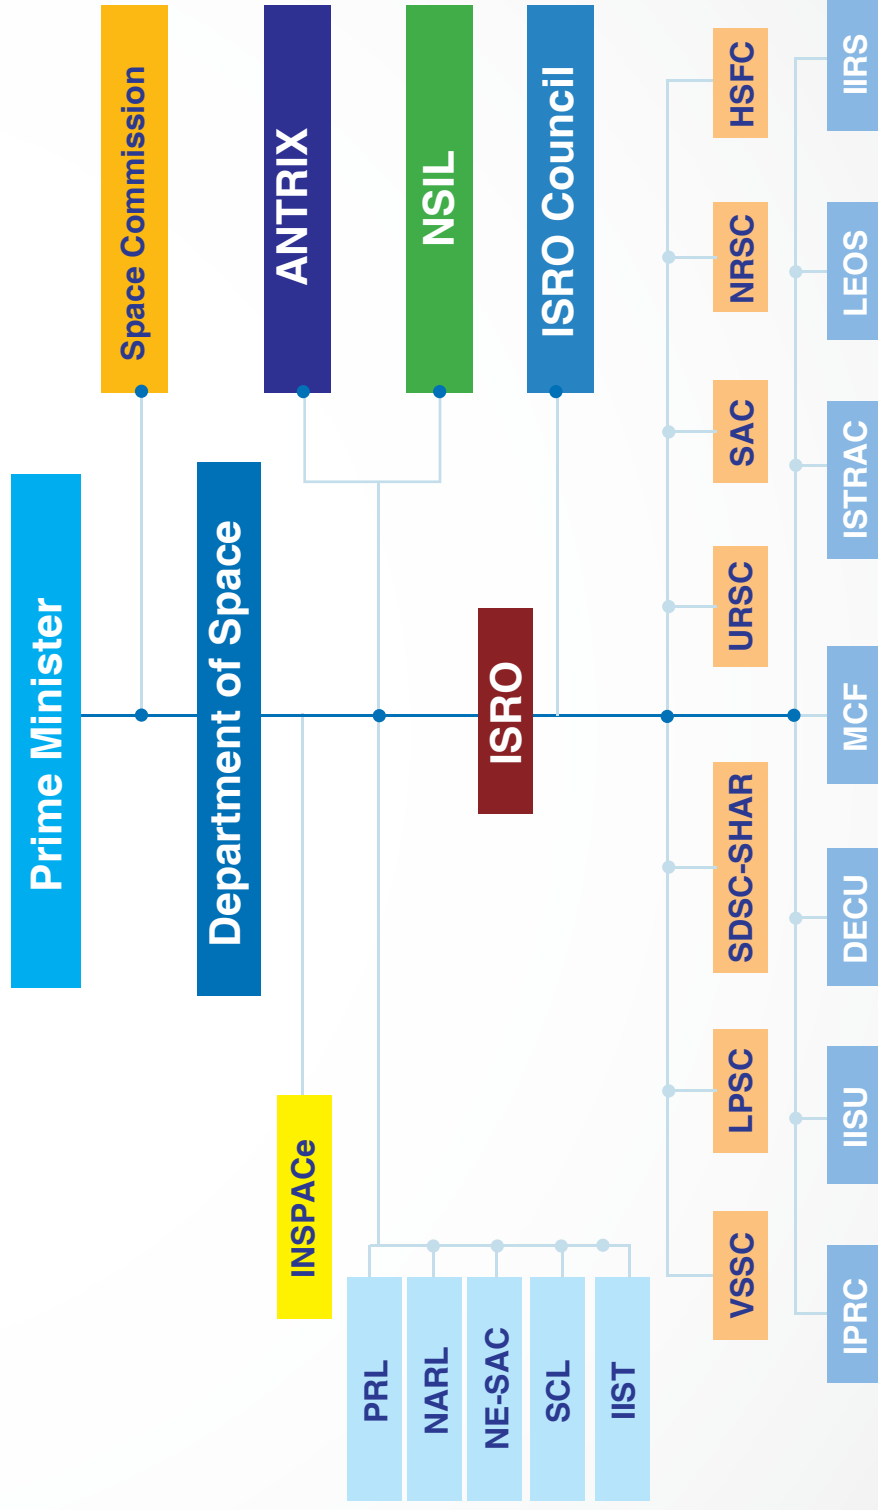 Prime Minister
Space Commission
Department of Space
INSPACe
ANTRIX
NSIL
PRL
NARL
NE-SAC
SCL
IIST
ISRO
ISRO Council
VSSC
LPSC
SDSC-SHAR
URSC
SAC
NRSC
HSFC
IPRC
IISU
DECU
MCF
ISTRAC
LEOS
IIRS